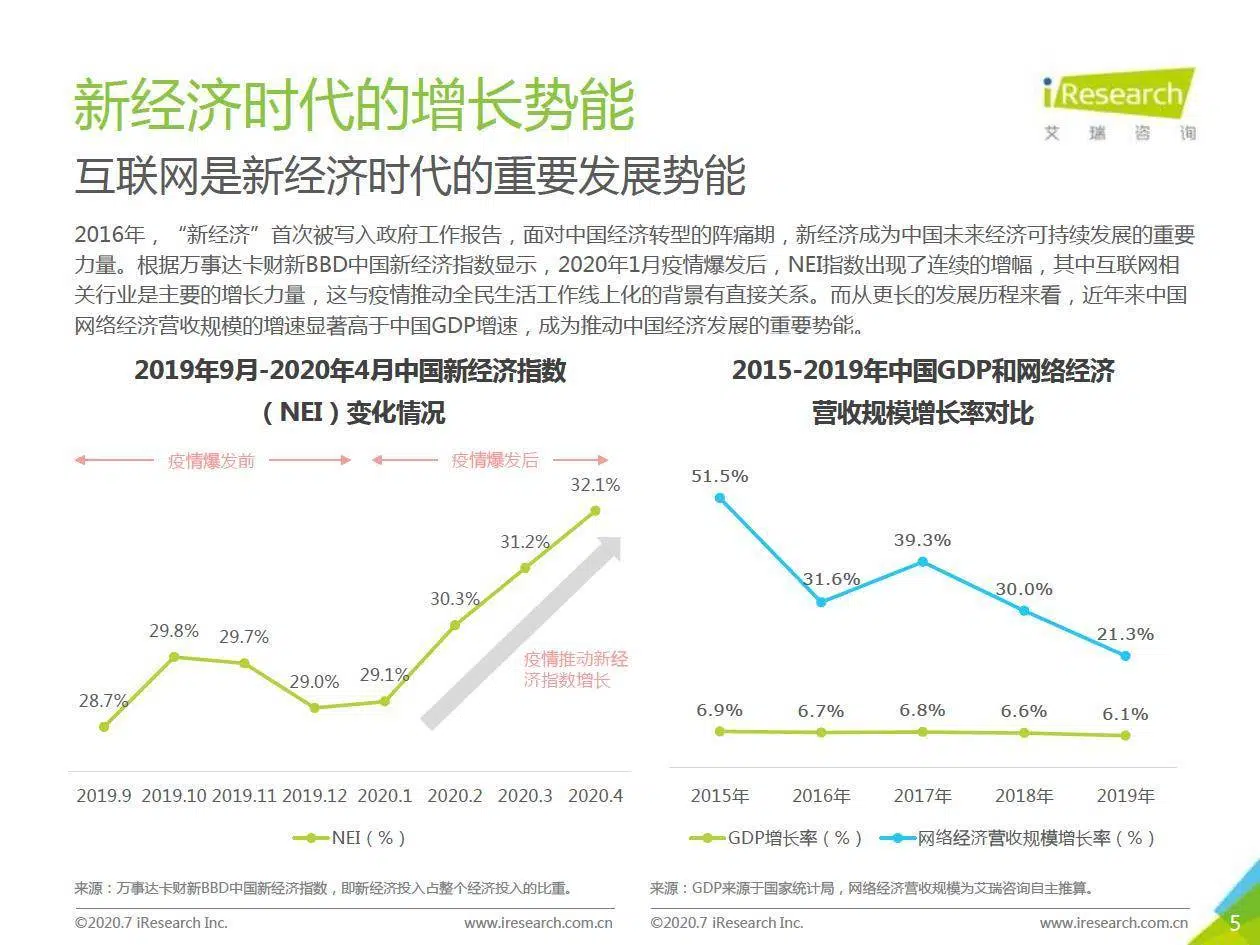 新经济时代的增长势能
iResearch
艾瑞咨询
互联网是新经济时代的重要发展势能
2016年，“新经济”首次被写入政府工作报告，面对中国经济转型的阵痛期，新经济成为中国未来经济可持续发展的重要
力量。根据万事达卡财新BBD中国新经济指数显示，2020年1月疫情爆发后，NEI指数出现了连续的增幅，其中互联网相
关行业是主要的增长力量，这与疫情推动全民生活工作线上化的背景有直接关系。而从更长的发展历程来看，近年来中国
网络经济营收规模的增速显著高于中国GDP增速，成为推动中国经济发展的重要势能。
2019年9月-2020年4月中国新经济指数
（NEI）变化情况
疫情爆发前
疫情爆发后
28.7%
29.8%
29.7%
29.0%
29.1%
30.3%
31.2%
32.1%
疫情推动新经
济指数增长
2019.9 2019.10 2019.11 2019.12 2020.1 2020.2 2020.3 2020.4
NEI（%）
来源：万事达卡财新BBD中国新经济指数，即新经济投入占整个经济投入的比重。
©2020.7 iResearch Inc. www.iresearch.com.cn
2015-2019年中国GDP和网络经济
营收规模增长率对比
51.5%
31.6%
39.3%
30.0%
21.3%
6.9%
6.7%
6.8%
6.6%
6.1%
2015年 2016年 2017年 2018年 2019年
GDP增长率（%） 网络经济营收规模增长率（%）
来源：GDP来源于国家统计局，网络经济营收规模为艾瑞咨询自主推算。
©2020.7 iResearch Inc. www.iresearch.com.cn
5